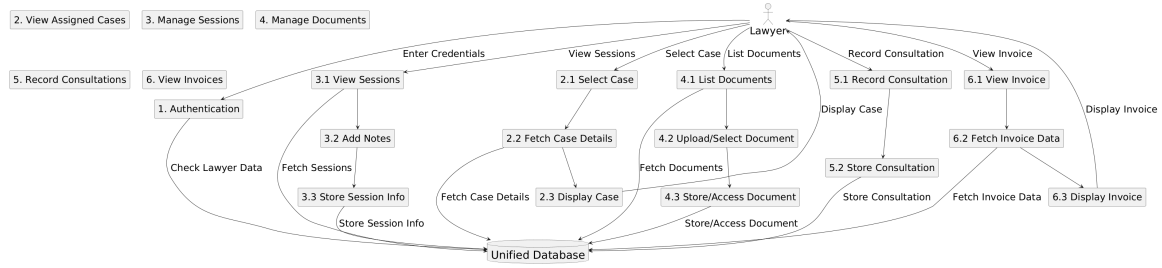 2. View Assigned Cases
3. Manage Sessions
4. Manage Documents
Lawyer
Enter Credentials
View Sessions
Select Case
List Documents
Record Consultation
View Invoice
5. Record Consultations
6. View Invoices
3.1 View Sessions
2.1 Select Case
4.1 List Documents
5.1 Record Consultation
6.1 View Invoice
1. Authentication
Display Case
Display Invoice
3.2 Add Notes
2.2 Fetch Case Details
4.2 Upload/Select Document
6.2 Fetch Invoice Data
Check Lawyer Data
Fetch Sessions
Fetch Documents
5.2 Store Consultation
3.3 Store Session Info
Fetch Case Details
2.3 Display Case
4.3 Store/Access Document
Store Consultation
Fetch Invoice Data
6.3 Display Invoice
Store Session Info
Store/Access Document
Unified Database